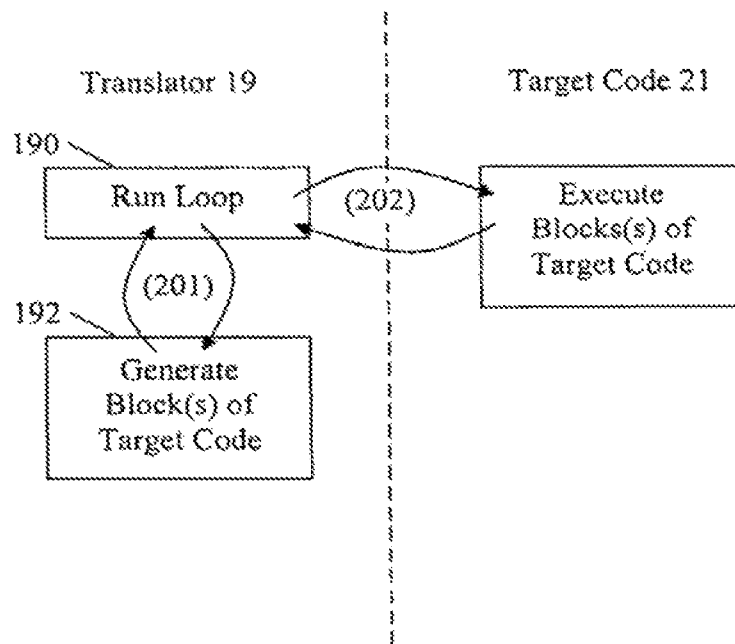 Translator 19
Target Code 21
190
Run Loop
(202)
Execute
Blocks(s) of
Target Code
(201)
192
Generate
Block(s) of
Target Code